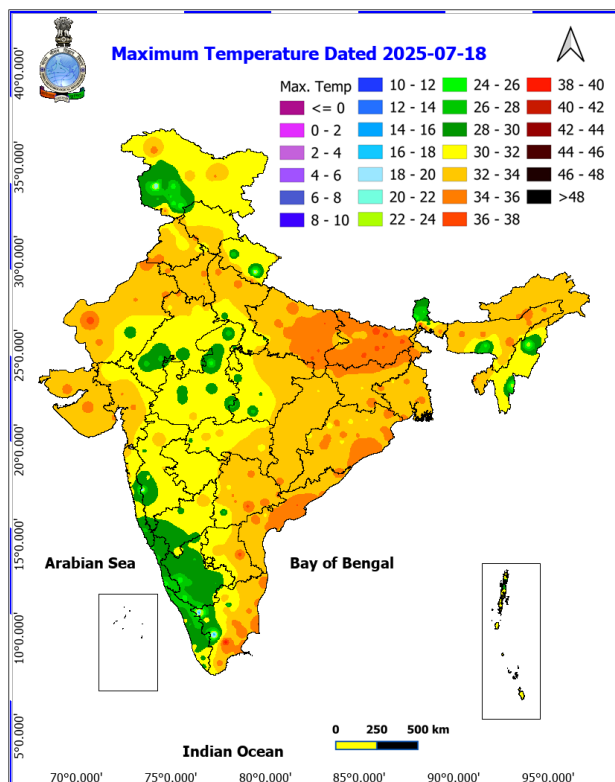 Maximum Temperature Dated 2025-07-18
Max. Temp
<= 0
0 - 2
2 - 4
4 - 6
6 - 8
8 - 10
10 - 12
12 - 14
14 - 16
16 - 18
18 - 20
20 - 22
22 - 24
24 - 26
26 - 28
28 - 30
30 - 32
32 - 34
34 - 36
36 - 38
38 - 40
40 - 42
42 - 44
44 - 46
46 - 48
>48
40°0.000'
35°0.000'
30°0.000'
25°0.000'
20°0.000'
15°0.000'
10°0.000'
5°0.000'
Arabian Sea
Bay of Bengal
0 250 500 km
Indian Ocean
70°0.000' 75°0.000' 80°0.000' 85°0.000' 90°0.000' 95°0.000'